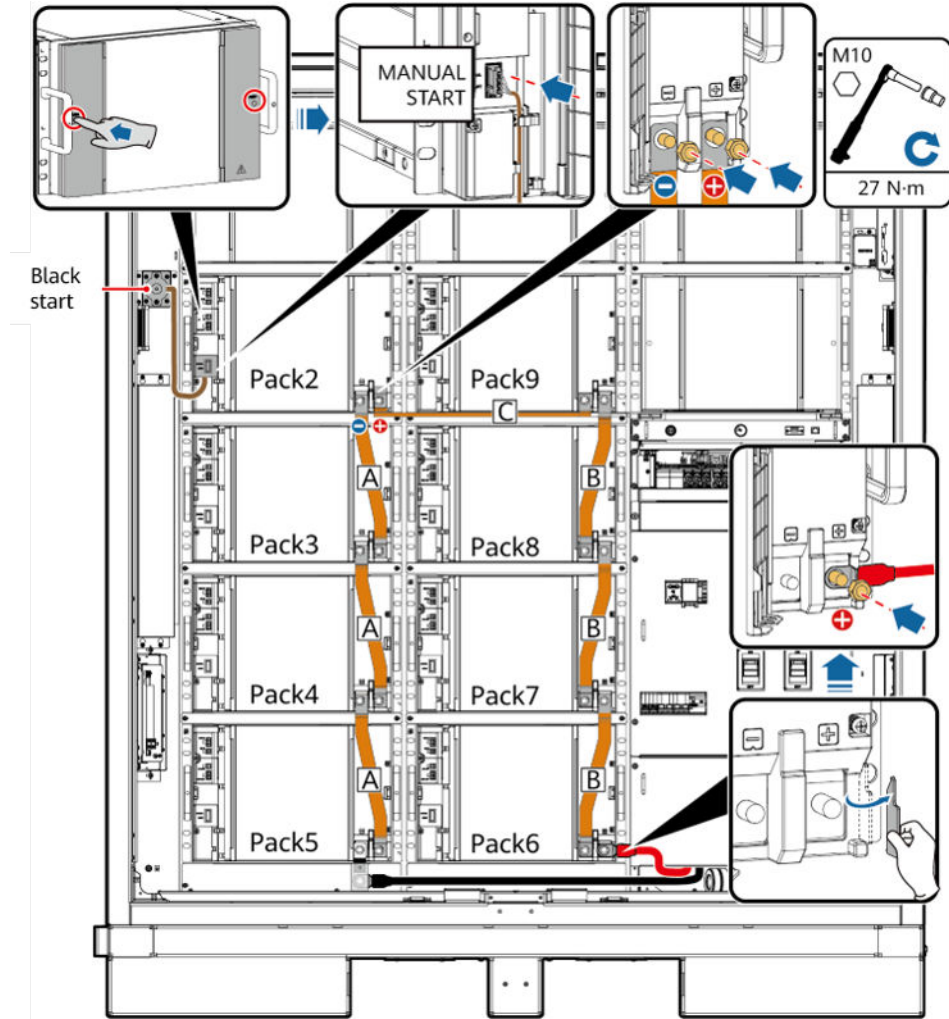 MANUAL
START
M10
27 N·m
Black
start
Pack2
Pack9
C
A
B
Pack3
Pack8
A
B
Pack4
Pack7
A
B
Pack5
Pack6